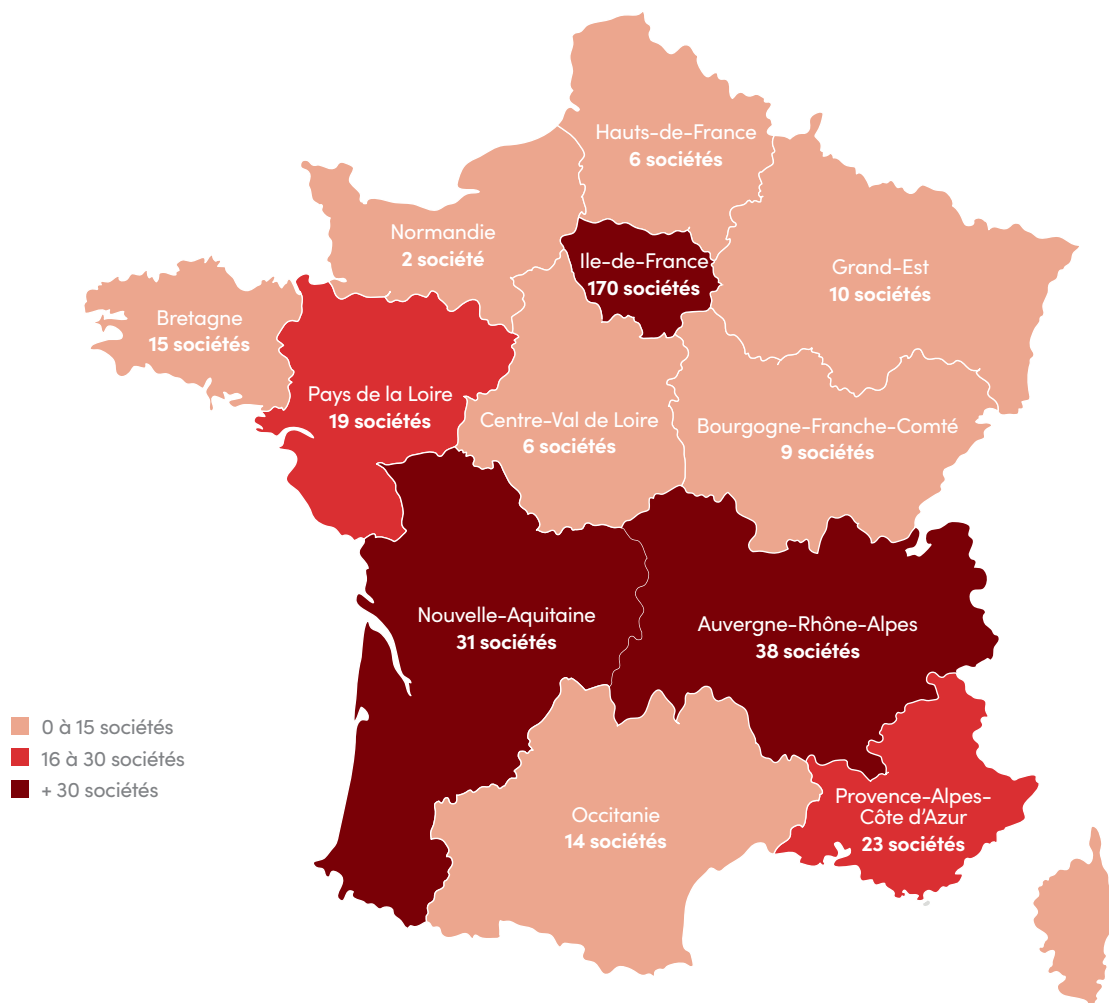 Hauts-de-France
6 sociétés
Normandie
2 société
Ile-de-France
170 sociétés
Grand-Est
10 sociétés
Bretagne
15 sociétés
Pays de la Loire
19 sociétés
Centre-Val de Loire
6 sociétés
Bourgogne-Franche-Comté
9 sociétés
Nouvelle-Aquitaine
31 sociétés
Auvergne-Rhône-Alpes
38 sociétés
0 à 15 sociétés
16 à 30 sociétés
+ 30 sociétés
Occitanie
14 sociétés
Provence-Alpes-
Côte d'Azur
23 sociétés